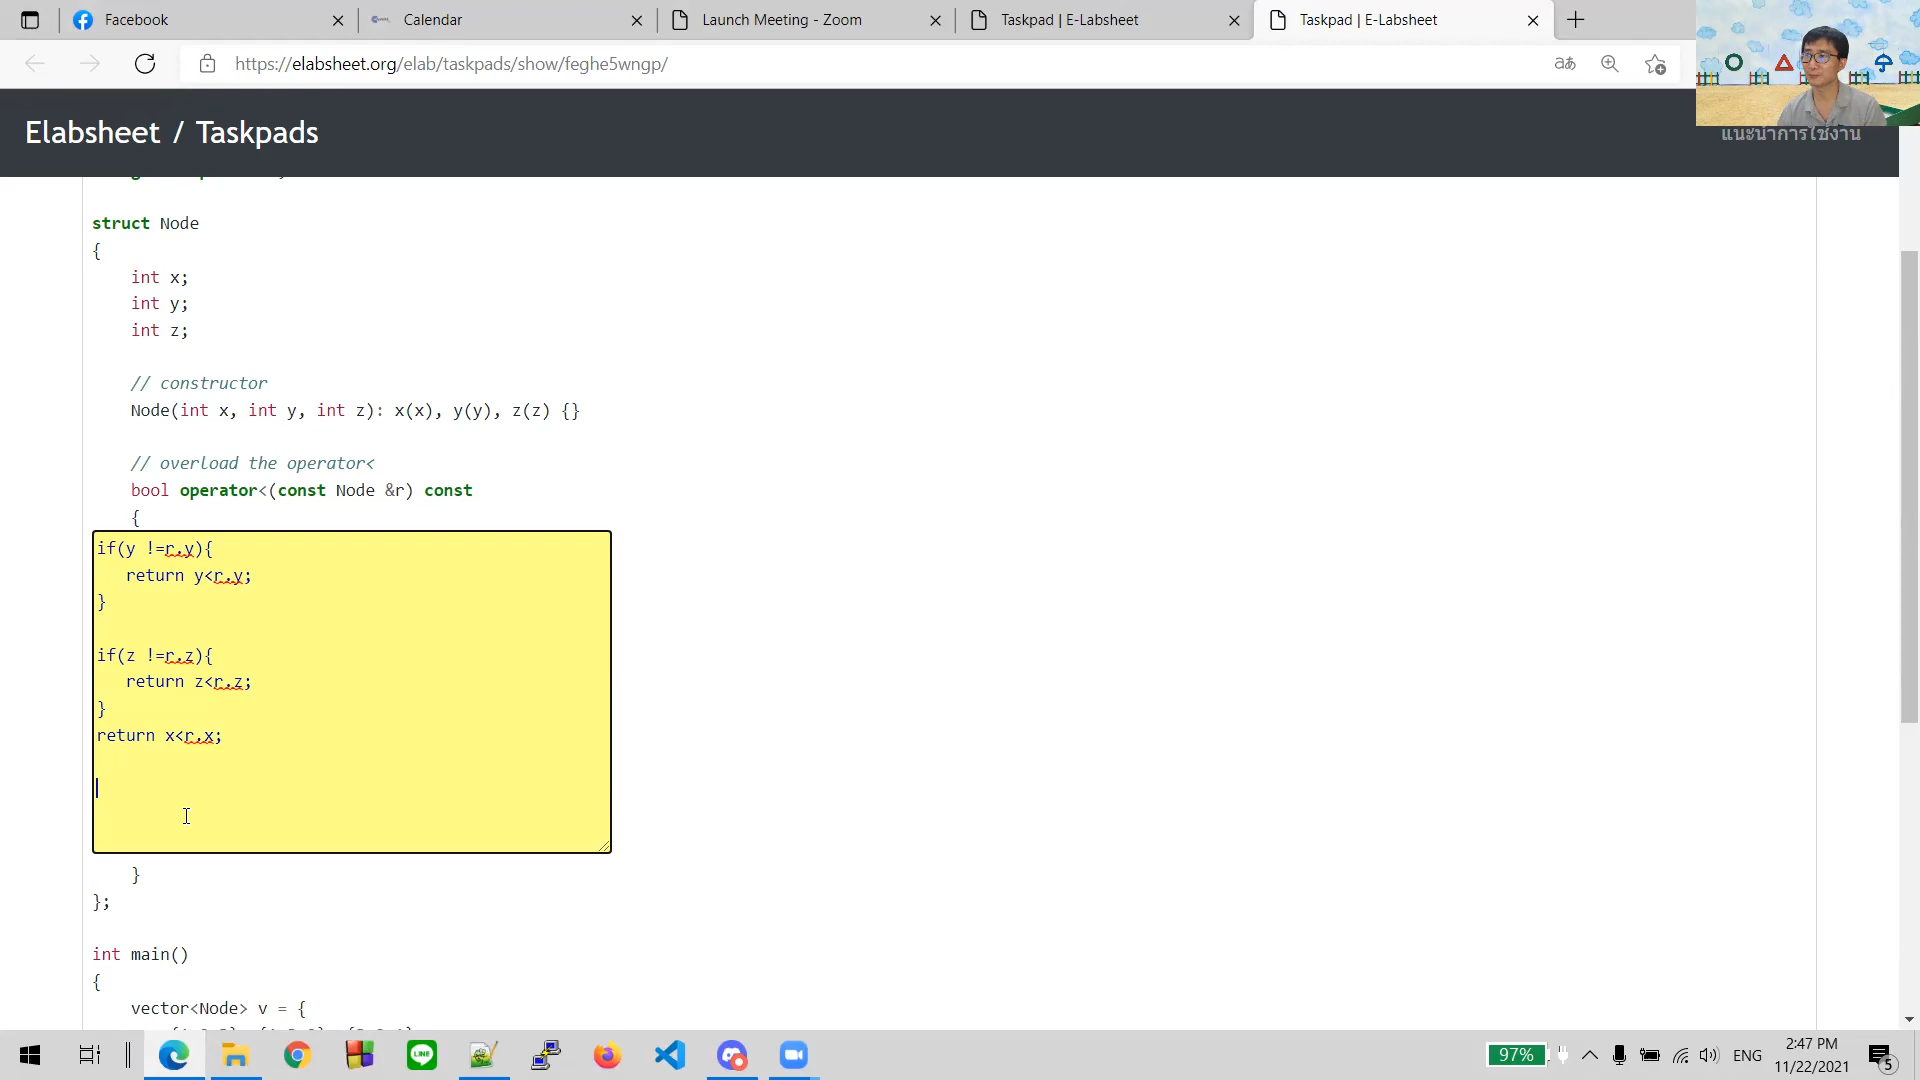 Facebook
Calendar
Launch Meeting - Zoom
Taskpad | E-Labsheet
Taskpad | E-Labsheet
https://elabsheet.org/elab/taskpads/show/feghe5wngp/
Elabsheet / Taskpads
แนะนำการใช้งาน
struct Node
{
int x;
int y;
int z;
// constructor
Node(int x, int y, int z): x(x), y(y), z(z) {}
// overload the operator<
bool operator<(const Node &r) const
{
if(y !=r.y){
return y<r.y;
}
if(z !=r.z){
return z<r.z;
}
return x<r.x;
}
};
int main()
{
vector<Node> v = {
LINE
97%
ENG
2:47 PM
11/22/2021
5